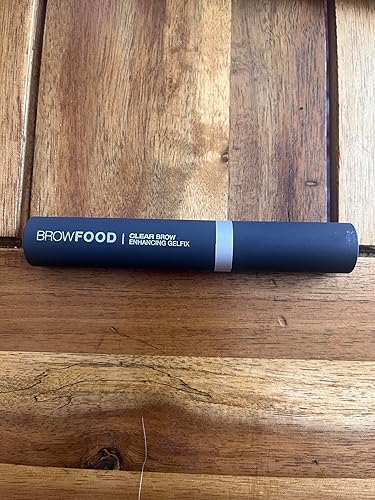 BROWFOOD | CLEAR BROW
ENHANCING GELFIX